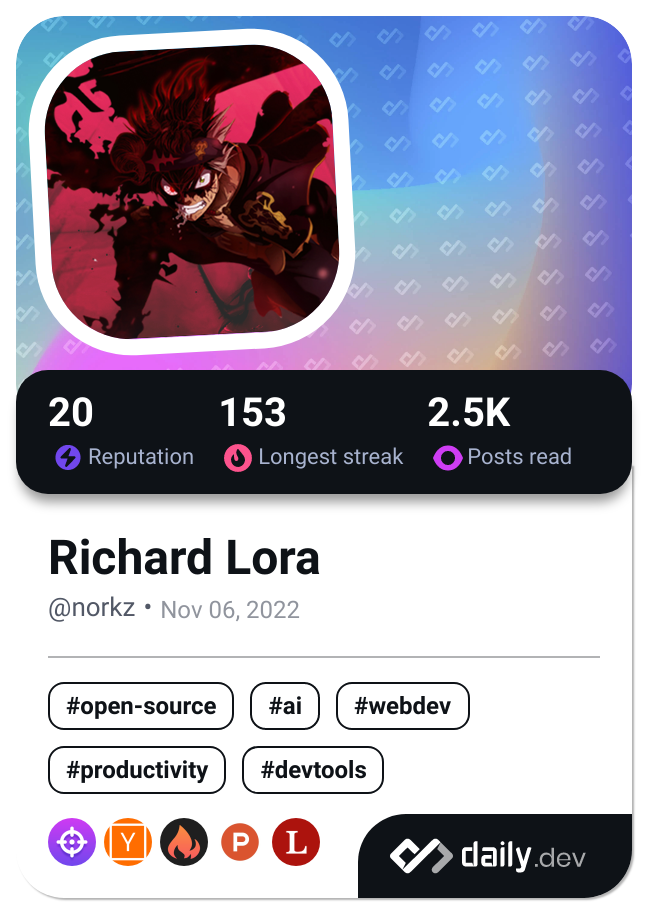 20 153 2.5K
Reputation Longest streak Posts read
Richard Lora
@norkz • Nov 06, 2022
#open-source #ai #webdev
#productivity #devtools
Y P L
daily.dev